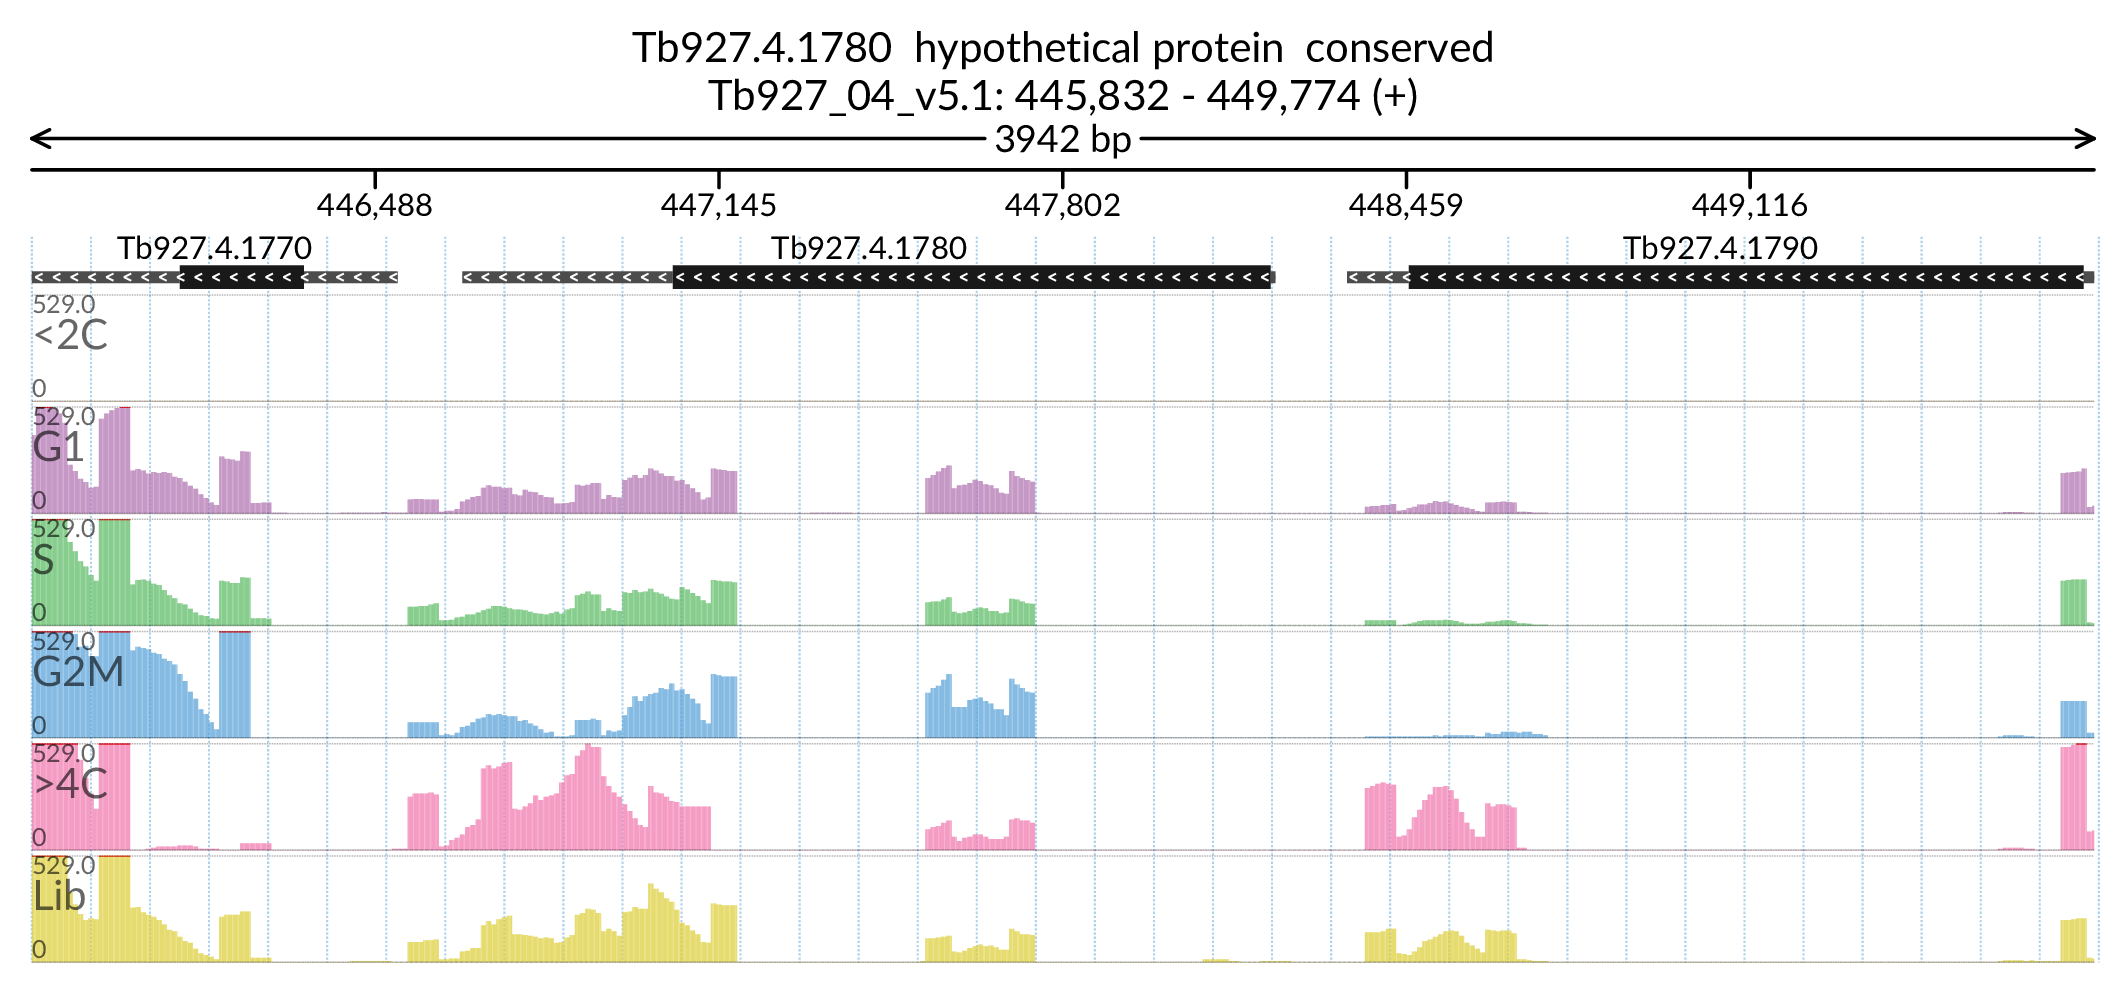 Tb927.4.1780 hypothetical protein conserved
Tb927_04_v5.1: 445,832 - 449,774 (+)
3942 bp
446,488 447,145 447,802 448,459 449,116
Tb927.4.1770 Tb927.4.1780 Tb927.4.1790
529.0
<2C
0
529.0
G1
0
529.0
S
0
529.0
G2M
0
529.0
>4C
0
529.0
Lib
0